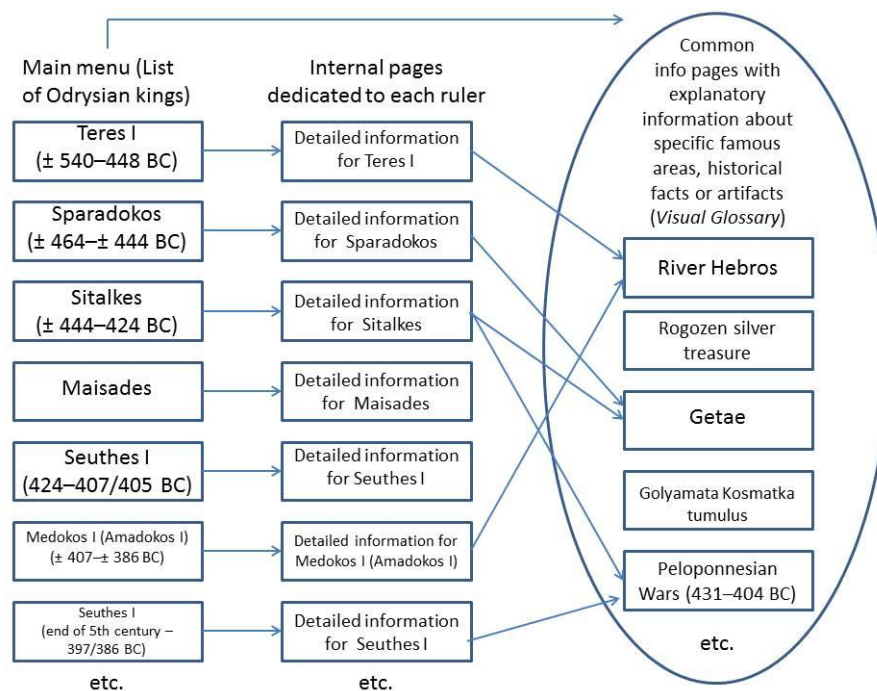 Main menu (List
of Odrysian kings)
Teres I
(± 540–448 BC)
Sparadokos
(± 464–± 444 BC)
Sitalkes
(± 444–424 BC)
Maisades
Seuthes I
(424–407/405 BC)
Medokos I (Amadokos I)
(± 407–± 386 BC)
Seuthes I
(end of 5th century –
397/386 BC)
etc.
Internal pages
dedicated to each ruler
Detailed information
for Teres I
Detailed information
for Sparadokos
Detailed information
for Sitalkes
Detailed information
for Maisades
Detailed information
for Seuthes I
Detailed information for
Medokos I (Amadokos I)
Detailed information
for Seuthes I
etc.
Common
info pages with
explanatory
information about
specific famous
areas, historical
facts or artifacts
(Visual Glossary)
River Hebros
Rogozen silver
treasure
Getae
Golyamata Kosmatka
tumulus
Peloponnesian
Wars (431–404 BC)
etc.